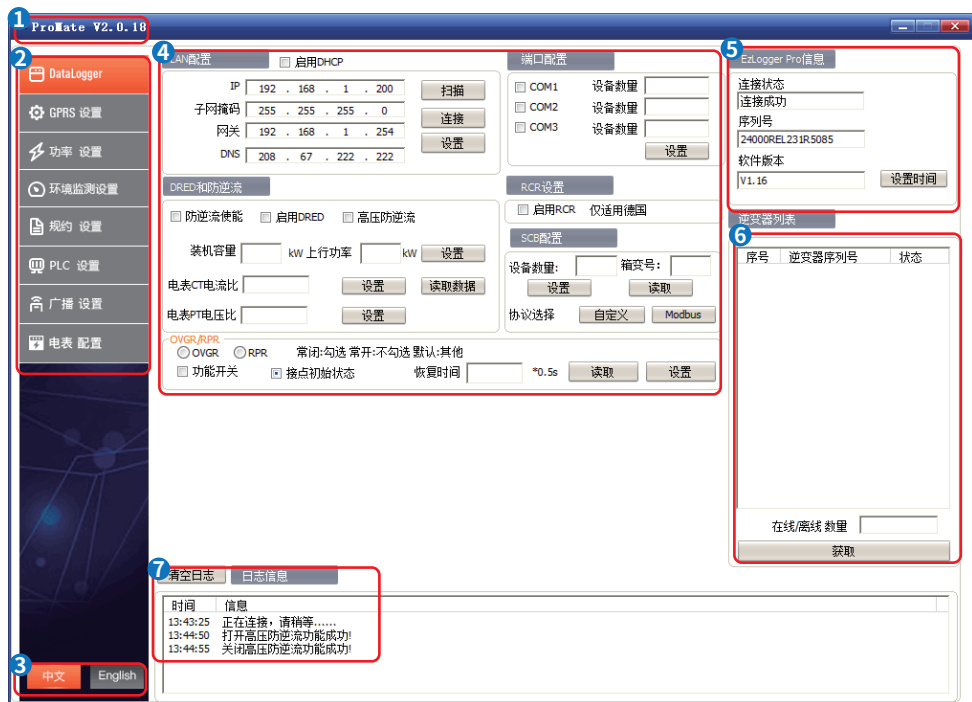 1
ProMate V2.0.18
2
DataLogger
GPRS 设置
功率 设置
环境监测设置
规约 设置
PLC 设置
广播 设置
电表 配置
3
中文 English
4
LAN配置 启用DHCP
IP 192 . 168 . 1 . 200 扫描
子网掩码 255 . 255 . 255 . 0 连接
网关 192 . 168 . 1 . 254 设置
DNS 208 . 67 . 222 . 222
端口配置
COM1 设备数量
COM2 设备数量
COM3 设备数量
设置
DRED和防逆流
防逆流使能 启用DRED 高压防逆流
装机容量 kW 上行功率 kW 设置
电表CT电流比 设置 读取数据
电表PT电压比 设置
RCR设置
启用RCR 仅适用德国
SCB配置
设备数量: 箱变号:
设置 读取
协议选择 自定义 Modbus
OVGR/RPR
OVGR RPR 常闭:勾选 常开:不勾选 默认:其他
功能开关 接点初始状态 恢复时间 *0.5s 读取 设置
5
EzLogger Pro信息
连接状态
连接成功
序列号
24000REL231R5085
软件版本
V1.16 设置时间
逆变器列表
6
序号 逆变器序列号 状态
在线/离线 数量
获取
7
清空日志 日志信息
时间 信息
13:43:25 正在连接，请稍等......
13:44:50 打开高压防逆流功能成功!
13:44:55 关闭高压防逆流功能成功!